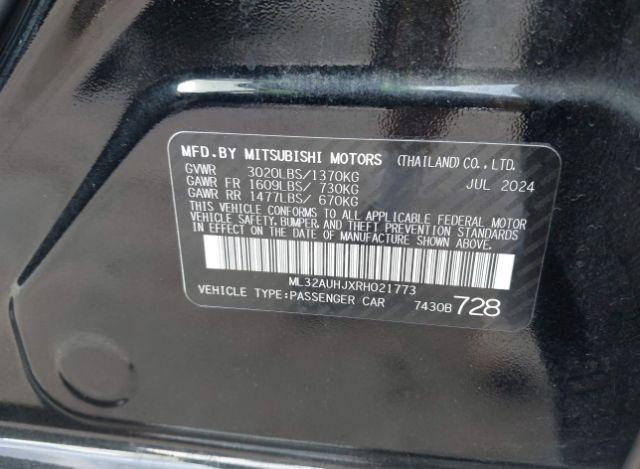 MFD.BY MITSUBISHI MOTORS (THAILAND)CO.,LTD.
GVWR 3020LBS/1370KG JUL 2024
GAWR FR 1609LBS/ 730KG
GAWR RR 1477LBS/ 670KG
THIS VEHICLE CONFORMS TO ALL APPLICABLE FEDERAL MOTOR
VEHICLE SAFETY,BUMPER,AND THEFT PREVENTION STANDARDS
IN EFFECT ON THE DATE OF MANUFACTURE SHOWN ABOVE.
ML32AUHJXRH021773
VEHICLE TYPE:PASSENGER CAR 7430B728